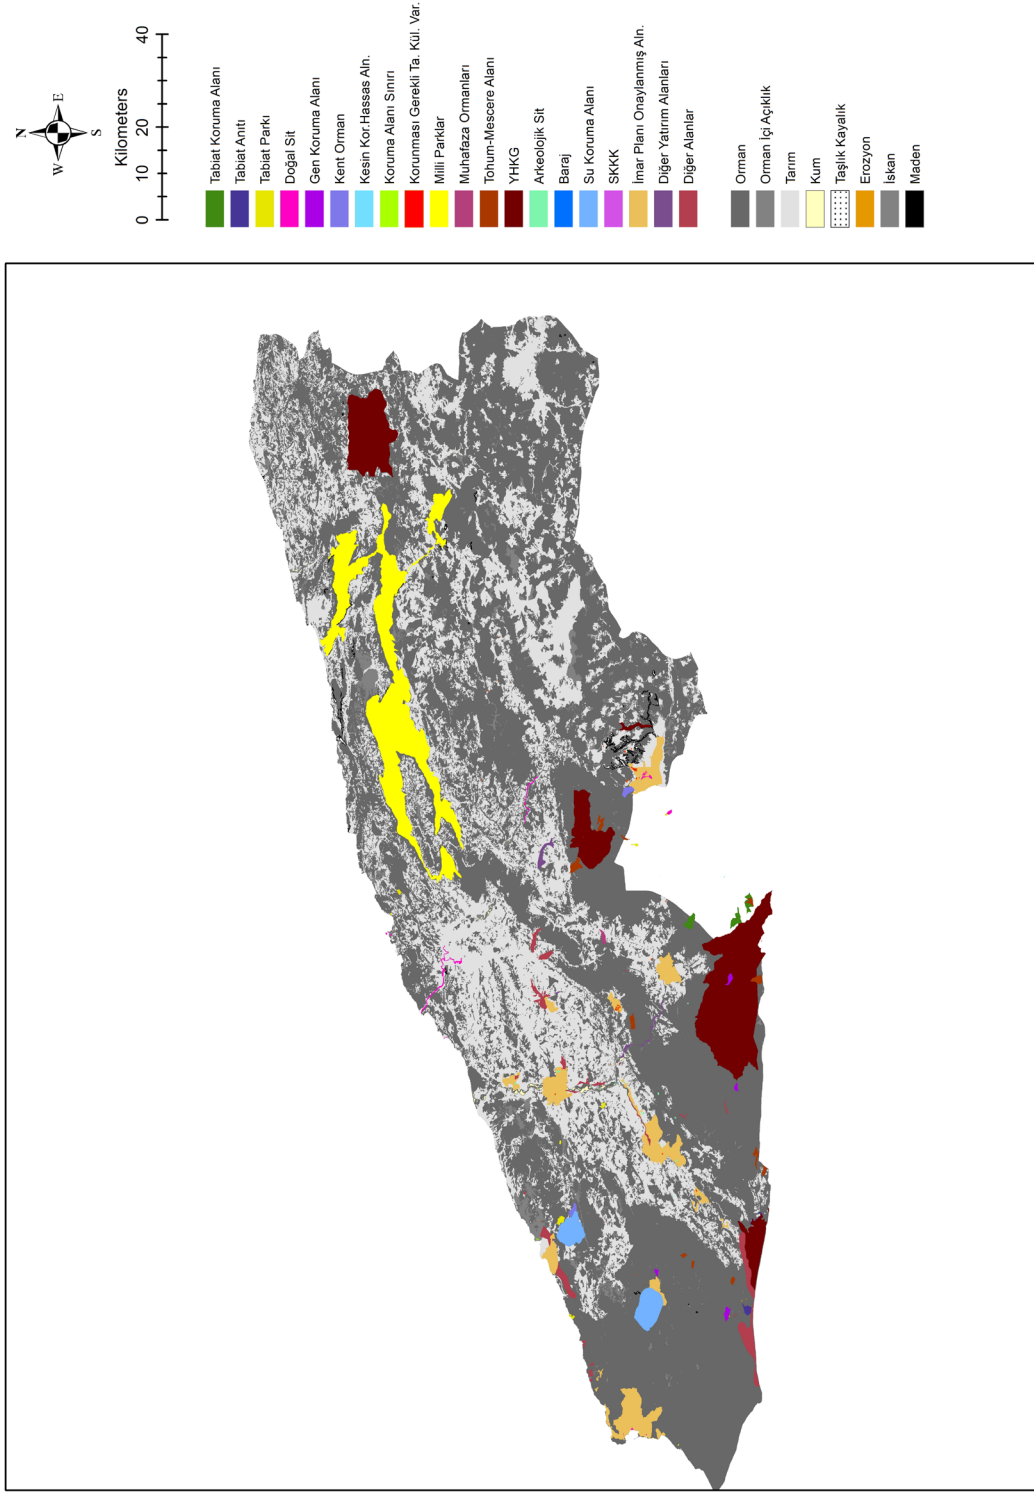 N
W
E
S
Kilometers
0 10 20 40
Tabiat Koruma Alanı
Tabiat Anıtı
Tabiat Parkı
Doğal Sit
Gen Koruma Alanı
Kent Orman
Kesin Kor.Hassas Aln.
Koruma Alanı Sınırı
Korunması Gerekli Ta. Kül. Var.
Milli Parklar
Muhafaza Ormanları
Tohum-Mescere Alanı
YHKG
Arkeolojik Sit
Baraj
Su Koruma Alanı
SKKK
İmar Planı Onaylanmış Aln.
Diğer Yatırım Alanları
Diğer Alanlar
Orman
Orman İçi Açıklık
Tarım
Kum
Taşlık Kayalık
Erozyon
İskan
Maden